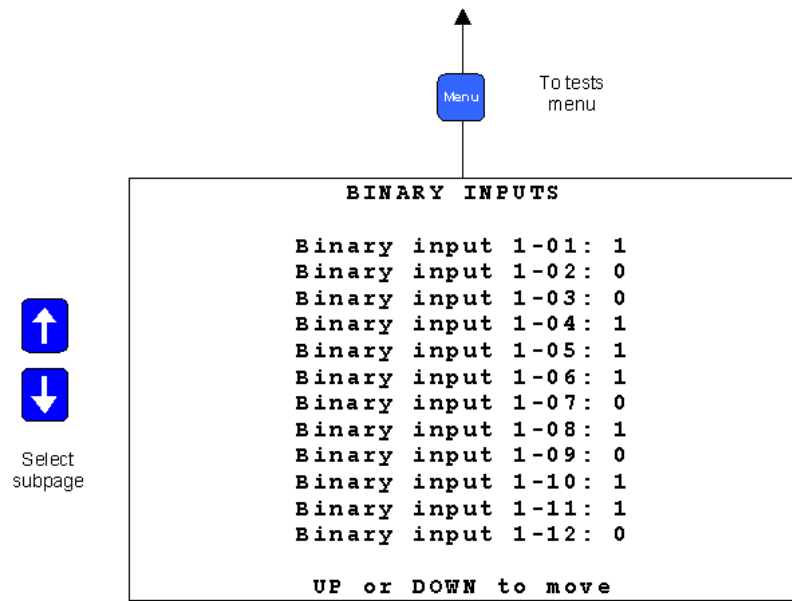 Menu
To tests
menu
BINARY INPUTS
Binary input 1-01: 1
Binary input 1-02: 0
Binary input 1-03: 0
Binary input 1-04: 1
Binary input 1-05: 1
Binary input 1-06: 1
Binary input 1-07: 0
Binary input 1-08: 1
Binary input 1-09: 0
Binary input 1-10: 1
Binary input 1-11: 1
Binary input 1-12: 0
UP or DOWN to move
Select
subpage